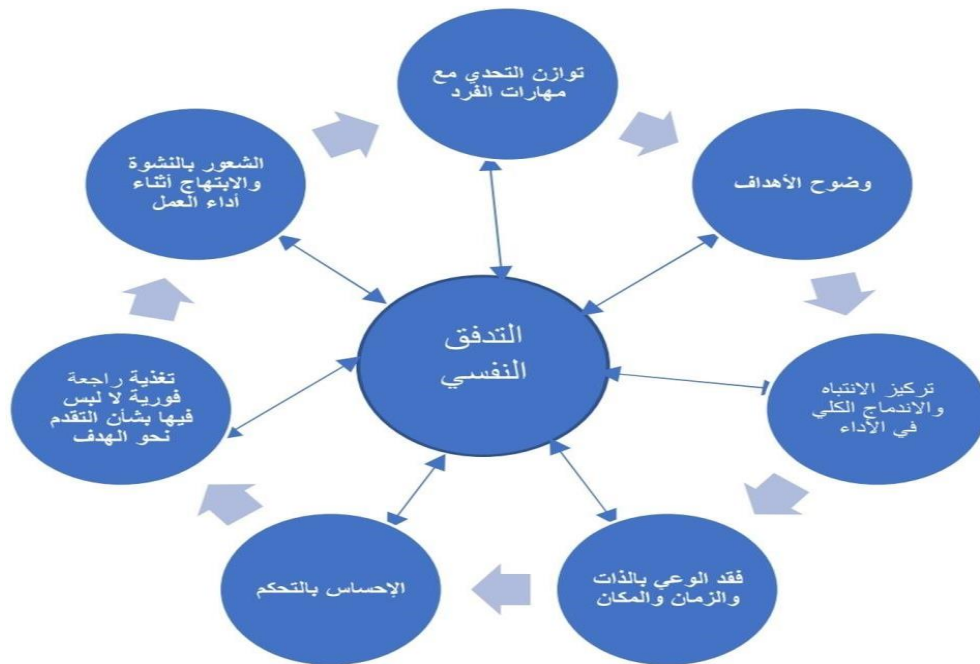 توازن التحدي مع
مهارات الفرد
وضوح الأهداف
تركيز الانتباه
والاندماج الكلي
في الأداء
فقد الوعي بالذات
والزمان والمكان
الإحساس بالتحكم
تغذية راجعة
فورية لا لبس
فيها بشأن التقدم
نحو الهدف
الشعور بالنشوة
والابتهاج أثناء
أداء العمل
التدفق
النفسي